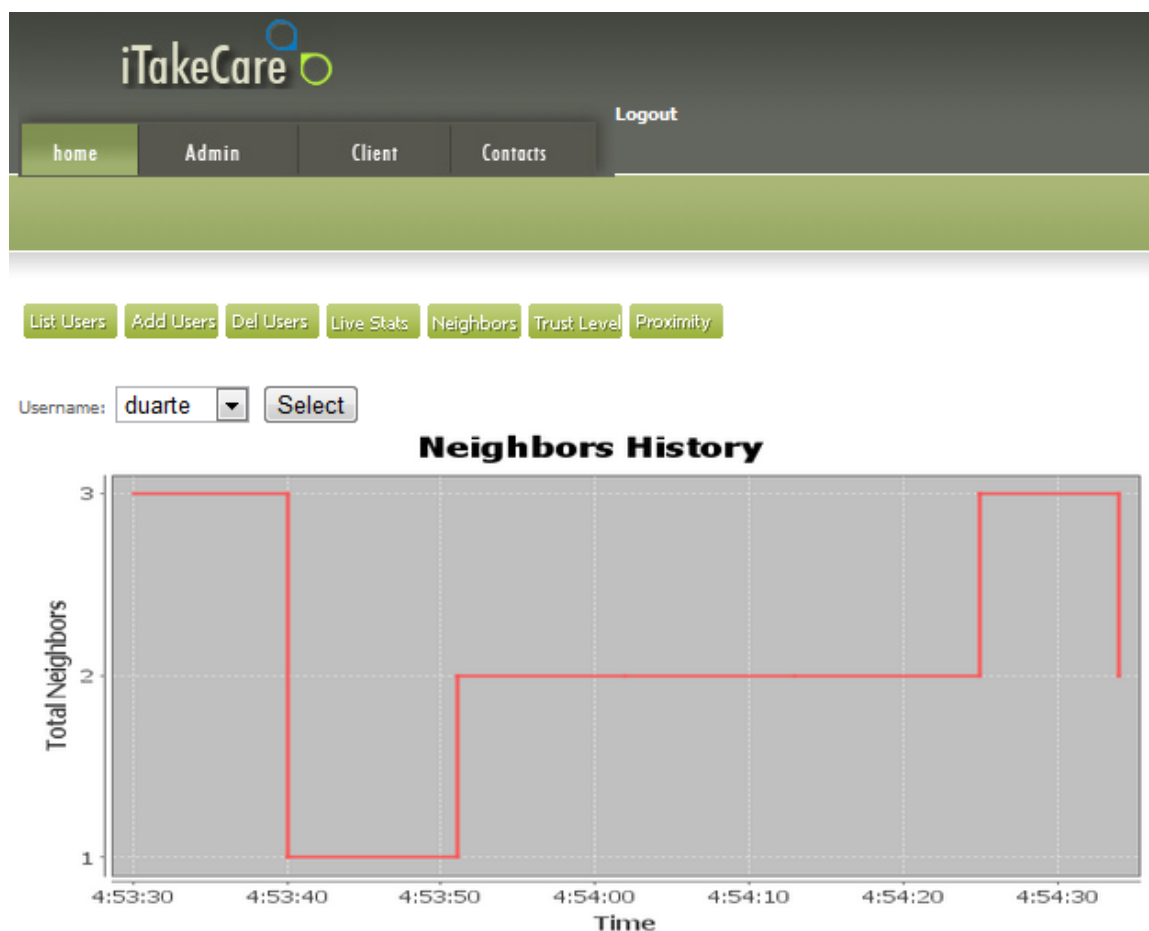 iTakeCare
Logout
home Admin Client Contacts
List Users Add Users Del Users Live Stats Neighbors Trust Level Proximity
Username: duarte Select
Neighbors History
Total Neighbors
3
2
1
4:53:30 4:53:40 4:53:50 4:54:00 4:54:10 4:54:20 4:54:30
Time